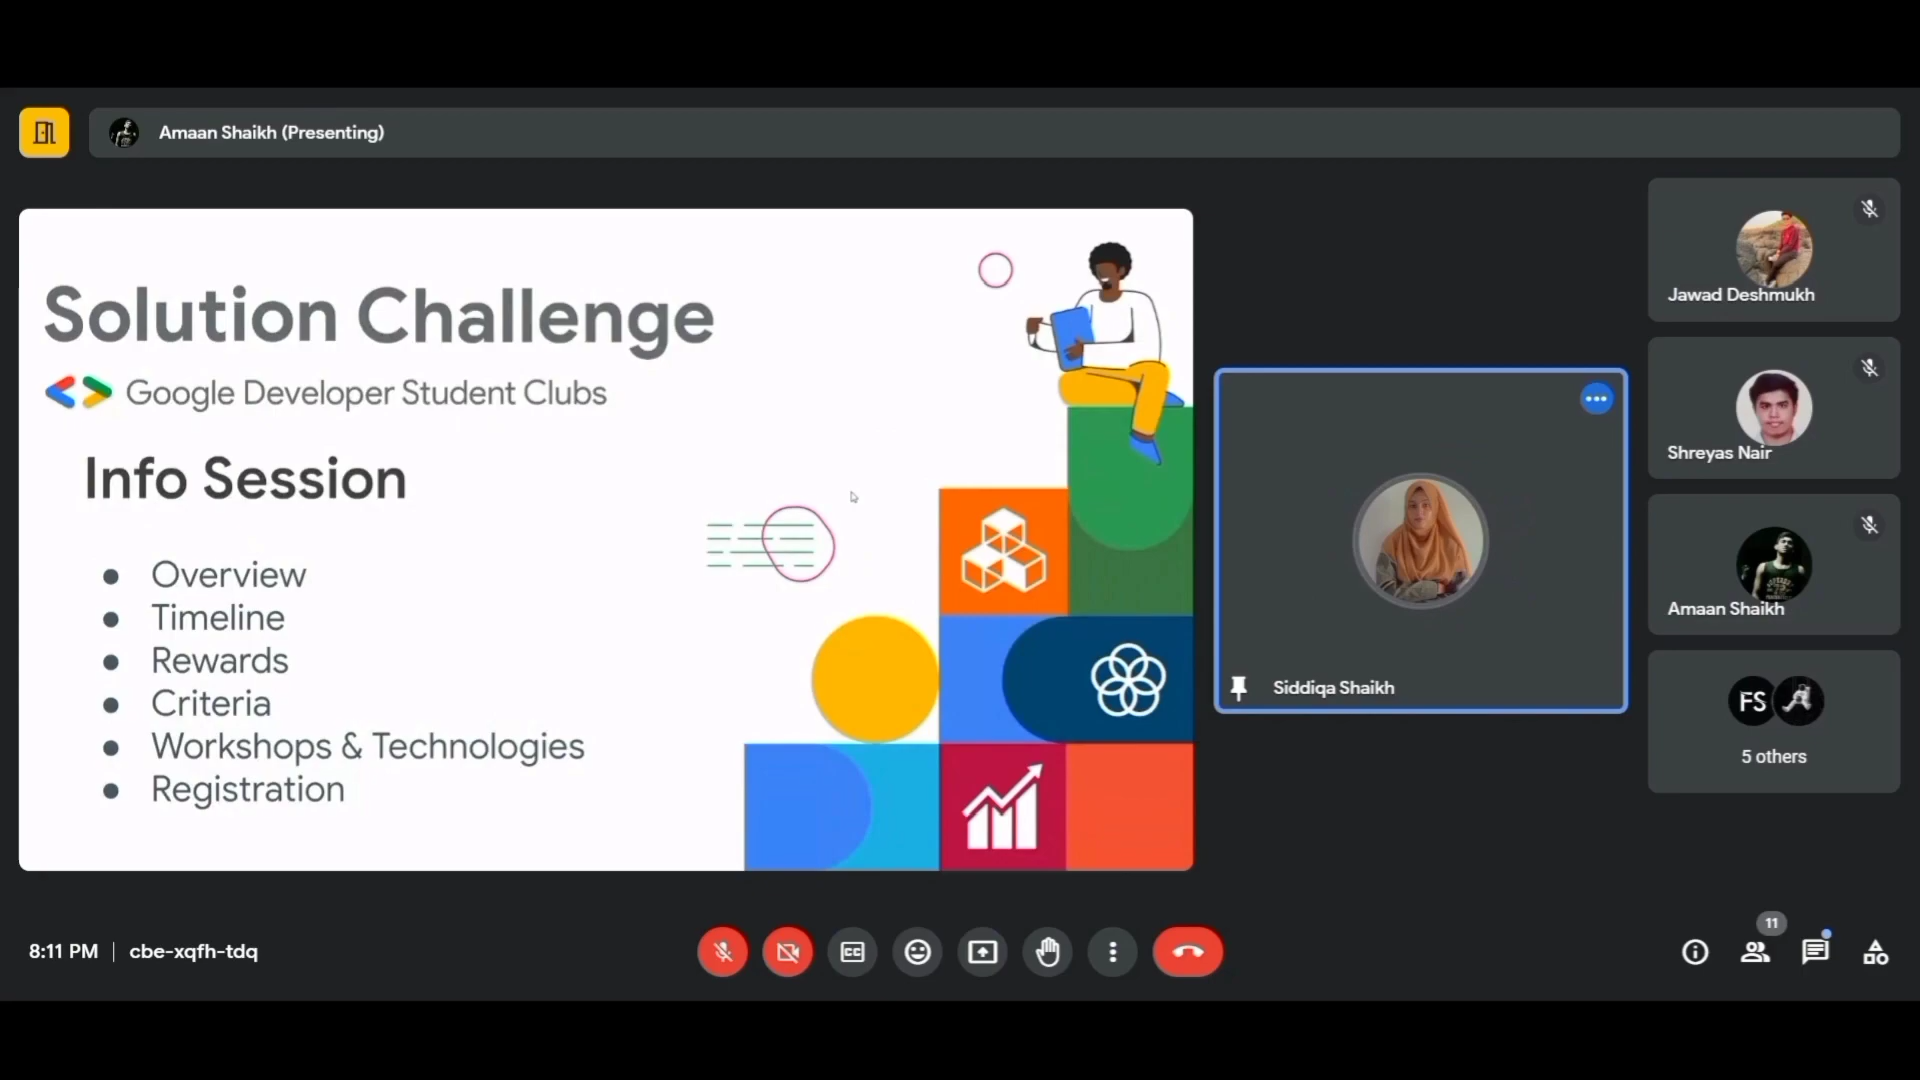 Amaan Shaikh (Presenting)
Solution Challenge
Google Developer Student Clubs
Info Session
● Overview
● Timeline
● Rewards
● Criteria
● Workshops & Technologies
● Registration
Siddiqa Shaikh
Jawad Deshmukh
Shreyas Nair
Amaan Shaikh
FS
5 others
8:11 PM | cbe-xqfh-tdq
CC
11